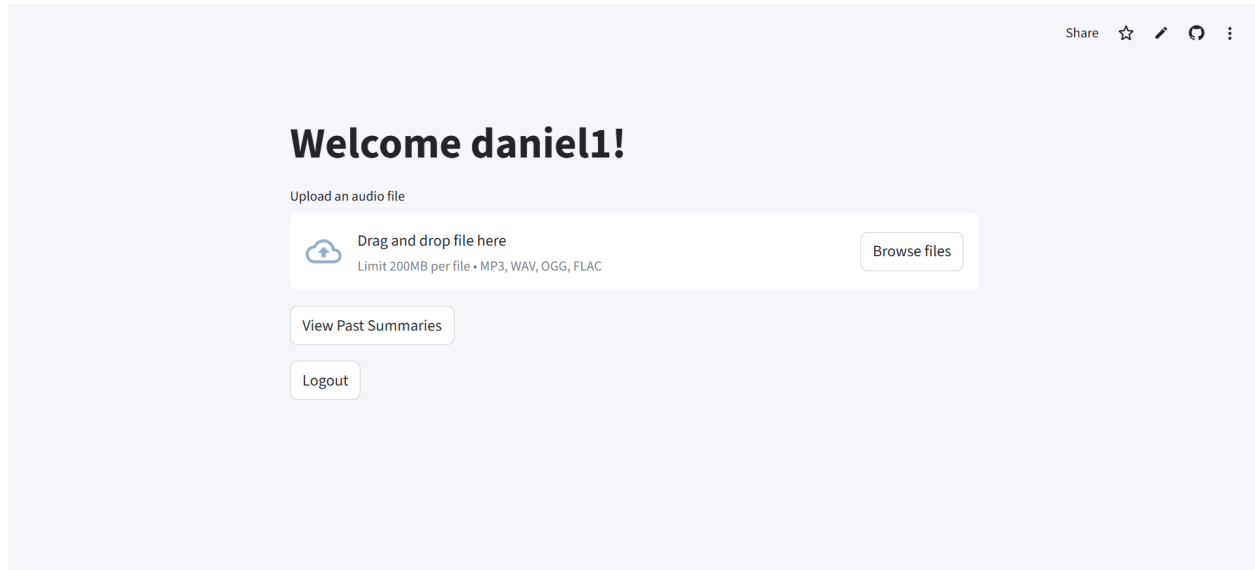 Share
Welcome daniel1!
Upload an audio file
Drag and drop file here
Limit 200MB per file • MP3, WAV, OGG, FLAC
Browse files
View Past Summaries
Logout